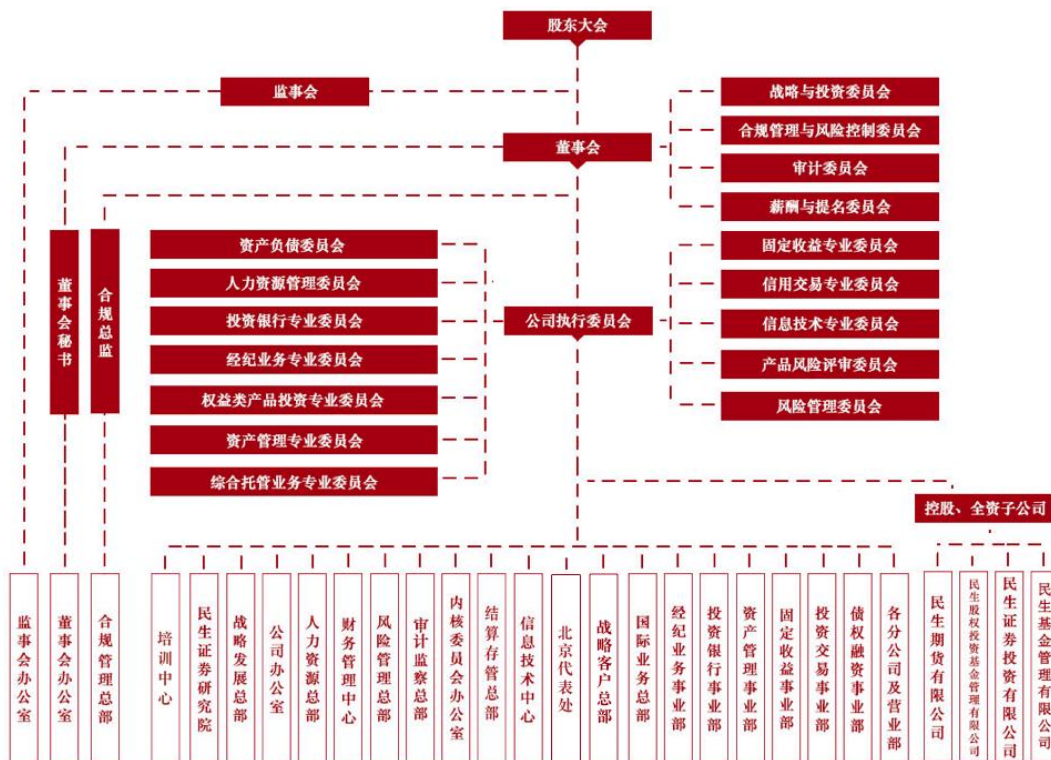 股东大会
监事会
战略与投资委员会
合规管理与风险控制委员会
董事会
审计委员会
薪酬与提名委员会
董事会秘书
合规总监
资产负债委员会
人力资源管理委员会
投资银行专业委员会
经纪业务专业委员会
权益类产品投资专业委员会
资产管理专业委员会
综合托管业务专业委员会
公司执行委员会
固定收益专业委员会
信用交易专业委员会
信息技术专业委员会
产品风险评审委员会
风险管理委员会
控股、全资子公司
监事会办公室
董事会办公室
合规管理总部
培训中心
民生证券研究院
战略发展总部
公司办公室
人力资源总部
财务管理中心
风险管理总部
审计监察总部
内核委员会办公室
结算存管总部
信息技术中心
北京代表处
战略客户总部
国际业务总部
经纪业务事业部
投资银行事业部
资产管理事业部
固定收益事业部
投资交易事业部
债权融资事业部
各分公司及营业部
民生期货有限公司
民生股权投资基金管理有限公司
民生证券投资有限公司
民生基金管理有限公司